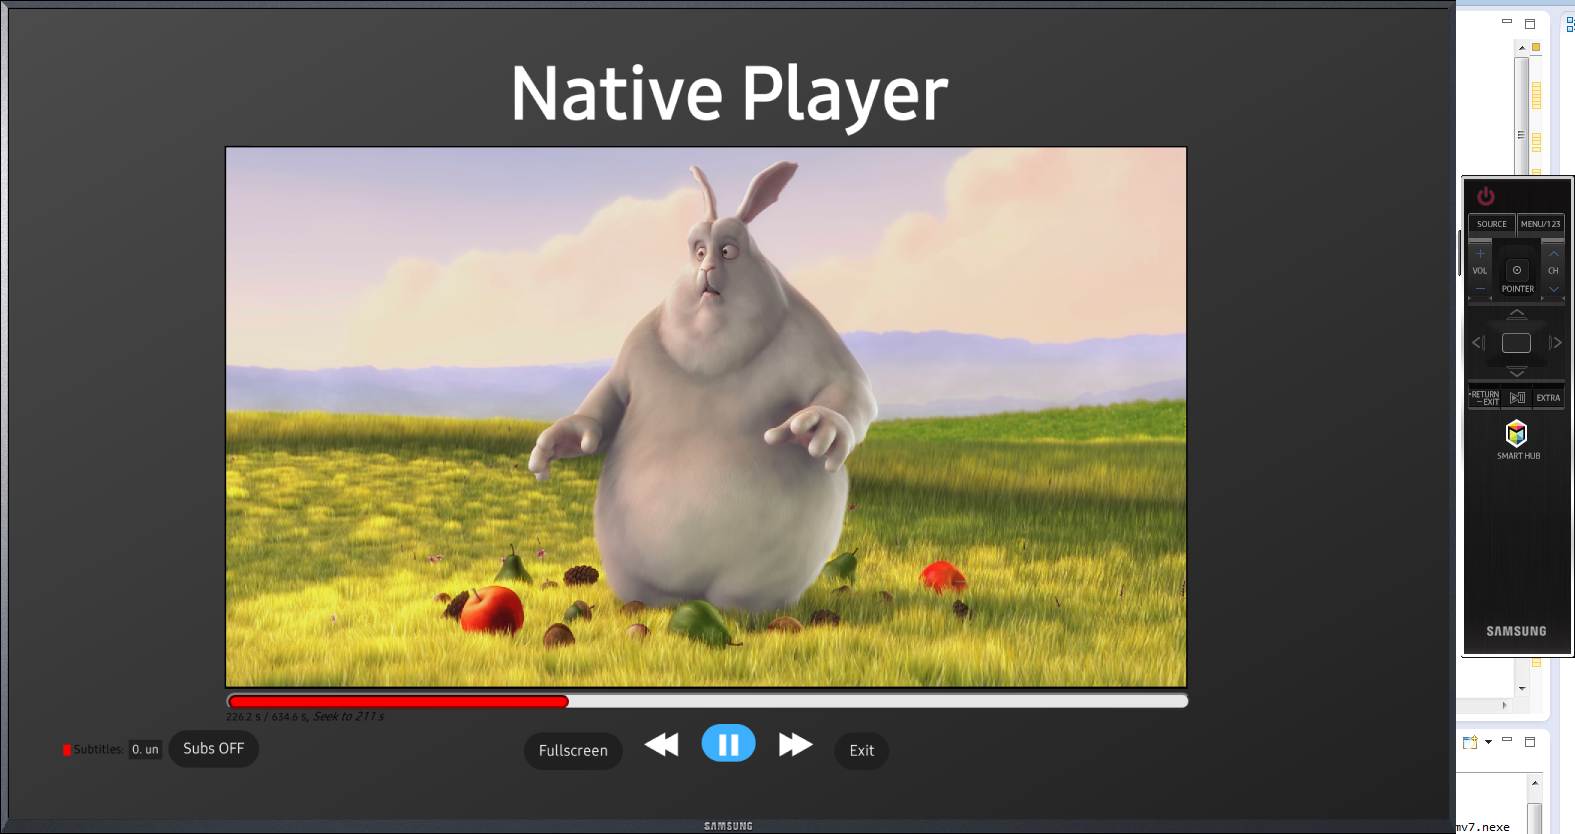 Native Player
226.2 s / 634.6 s, Seek to 211 s
Subtitles: 0. un Subs OFF
Fullscreen
Exit
SAMSUNG
SOURCE MENU/123
VOL CH
POINTER
RETURN EXIT EXTRA
SMART HUB
SAMSUNG
mv7.nexe